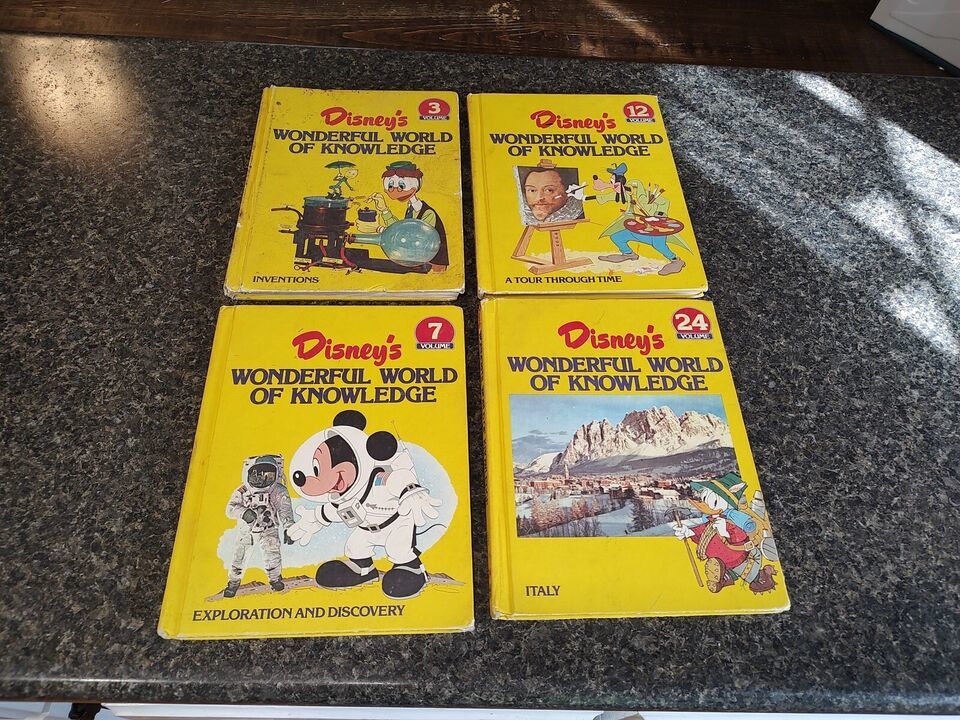 Disney's
3
VOLUME
WONDERFUL WORLD
OF KNOWLEDGE
INVENTIONS
Disney's
12
VOLUME
WONDERFUL WORLD
OF KNOWLEDGE
A TOUR THROUGH TIME
Disney's
7
VOLUME
WONDERFUL WORLD
OF KNOWLEDGE
EXPLORATION AND DISCOVERY
Disney's
24
VOLUME
WONDERFUL WORLD
OF KNOWLEDGE
ITALY